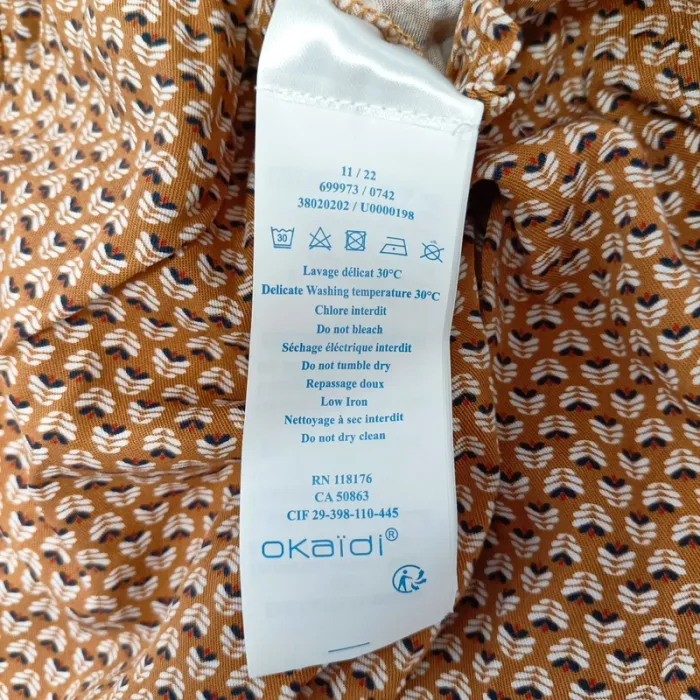 11 / 22
699973 / 0742
38020202 / U0000198
30
Lavage délicat 30°C
Delicate Washing temperature 30°C
Chlore interdit
Do not bleach
Séchage éléctrique interdit
Do not tumble dry
Repassage doux
Low Iron
Nettoyage à sec interdit
Do not dry clean
RN 118176
CA 50863
CIF 29-398-110-445
okaïdi®